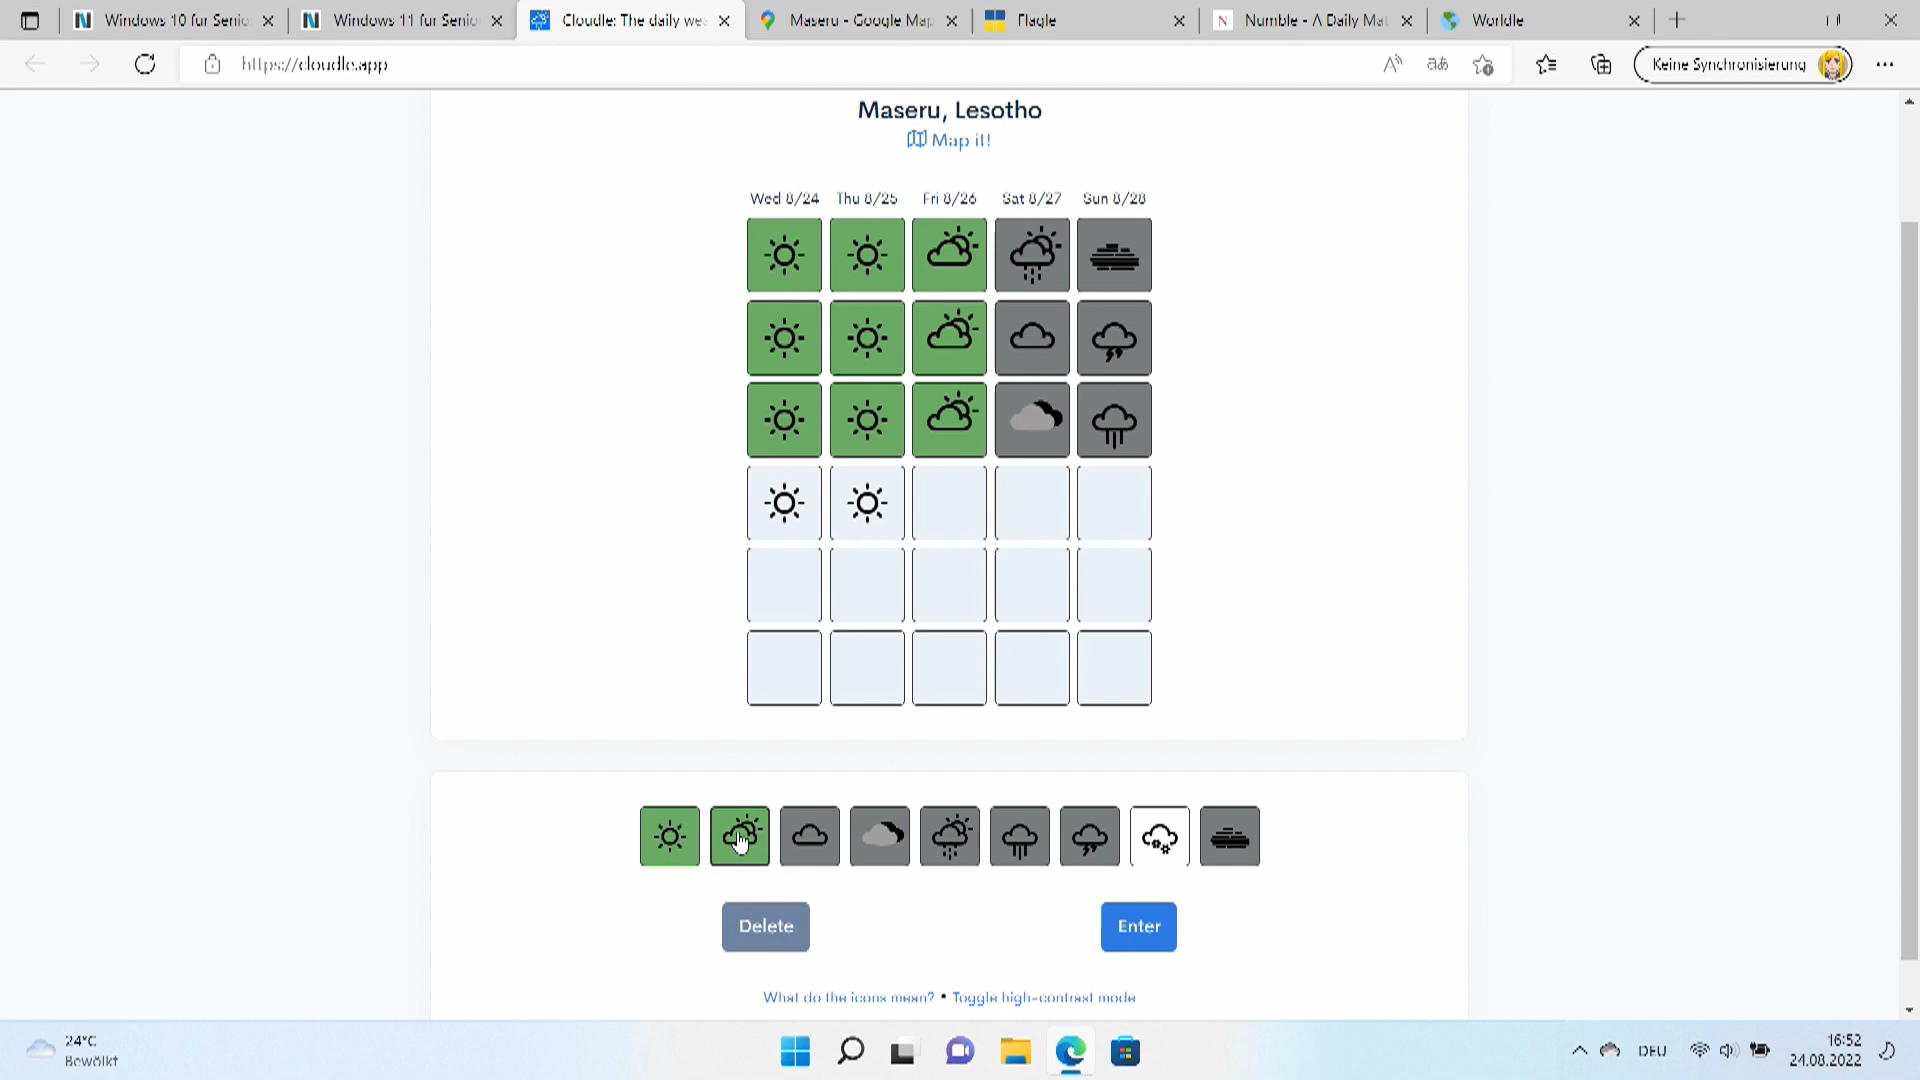 Windows 10 für Senio
Windows 11 für Senio
Cloudle: The daily wea
Maseru - Google Map
Flagle
Numble - A Daily Mat
Worldle
https://cloudle.app
Keine Synchronisierung
Maseru, Lesotho
Map it!
Wed 8/24 Thu 8/25 Fri 8/26 Sat 8/27 Sun 8/28
Delete
Enter
What do the icons mean? • Toggle high-contrast mode
24°C
Bewölkt
DEU
16:52
24.08.2022